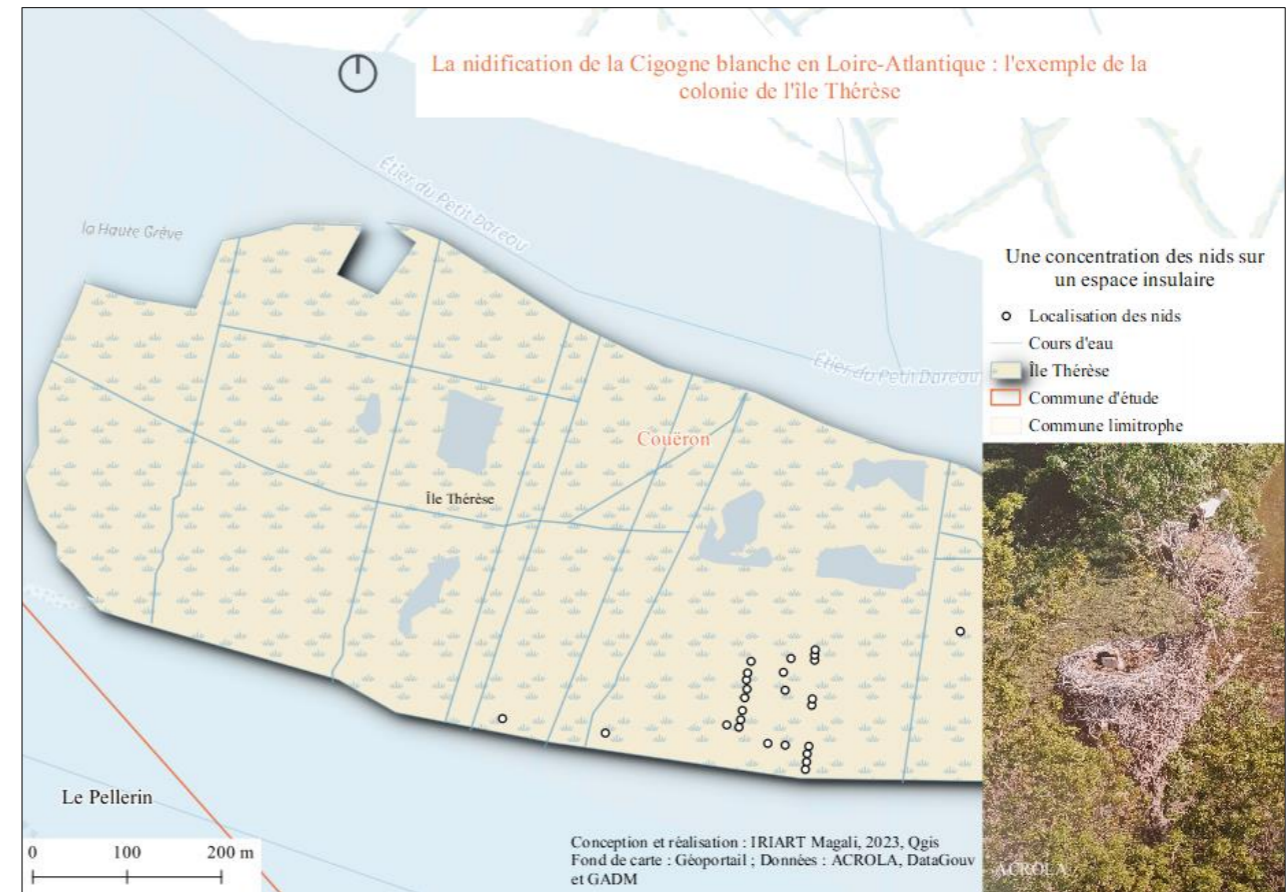 La nidification de la Cigogne blanche en Loire-Atlantique : l'exemple de la
colonie de l'île Thérèse
Étier du Petit Dareau
la Haute Grève
Une concentration des nids sur
un espace insulaire
Localisation des nids
Cours d'eau
Île Thérèse
Commune d'étude
Commune limitrophe
Étier du Petit Dareau
Couëron
Île Thérèse
Le Pellerin
0 100 200 m
Conception et réalisation : IRIART Magali, 2023, Qgis
Fond de carte : Géoportail ; Données : ACROLA, DataGouv
et GADM
ACROLA